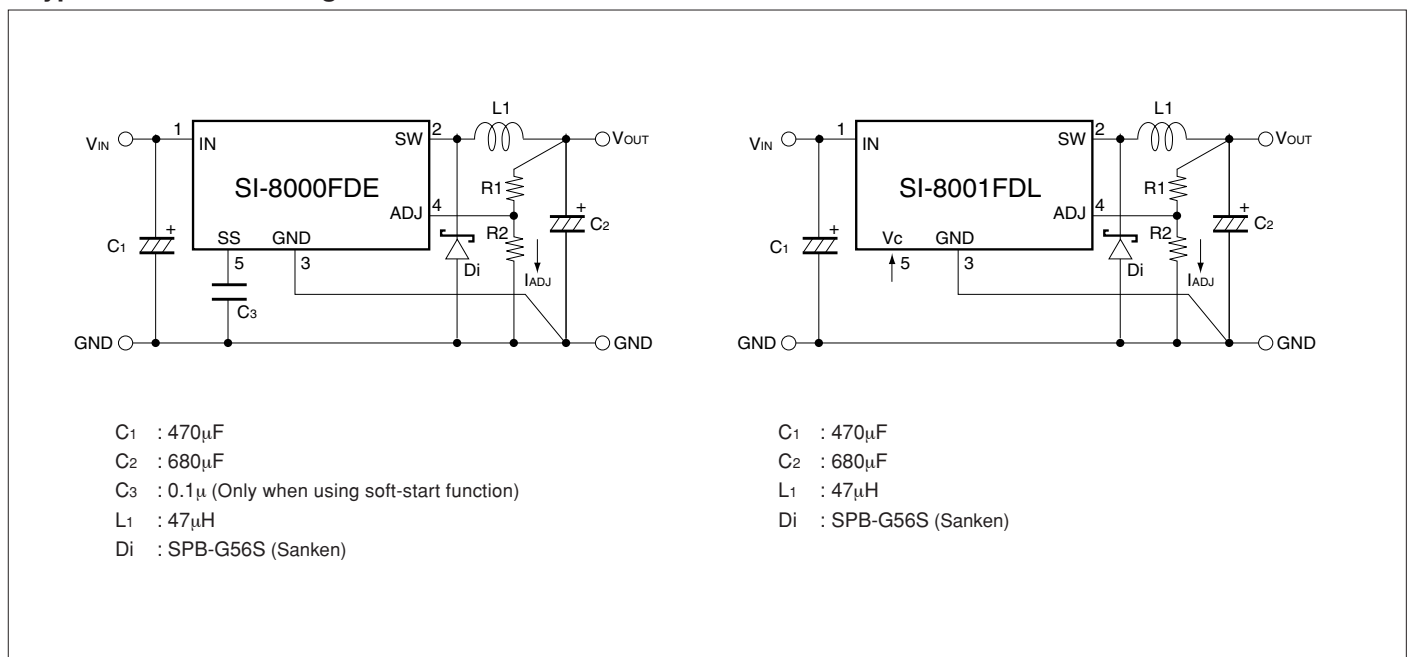 VIN
1
IN
SW
2
L1
VOUT
SI-8000FDE
R1
ADJ
4
+
C1
+
C2
R2
SS
GND
5
3
Di
IADJ
C3
GND
GND
C1 : 470μF
C2 : 680μF
C3 : 0.1μ (Only when using soft-start function)
L1 : 47μH
Di : SPB-G56S (Sanken)
VIN
1
IN
SW
2
L1
VOUT
SI-8001FDL
R1
ADJ
4
+
C1
+
C2
R2
Vc
GND
5
3
Di
IADJ
GND
GND
C1 : 470μF
C2 : 680μF
L1 : 47μH
Di : SPB-G56S (Sanken)